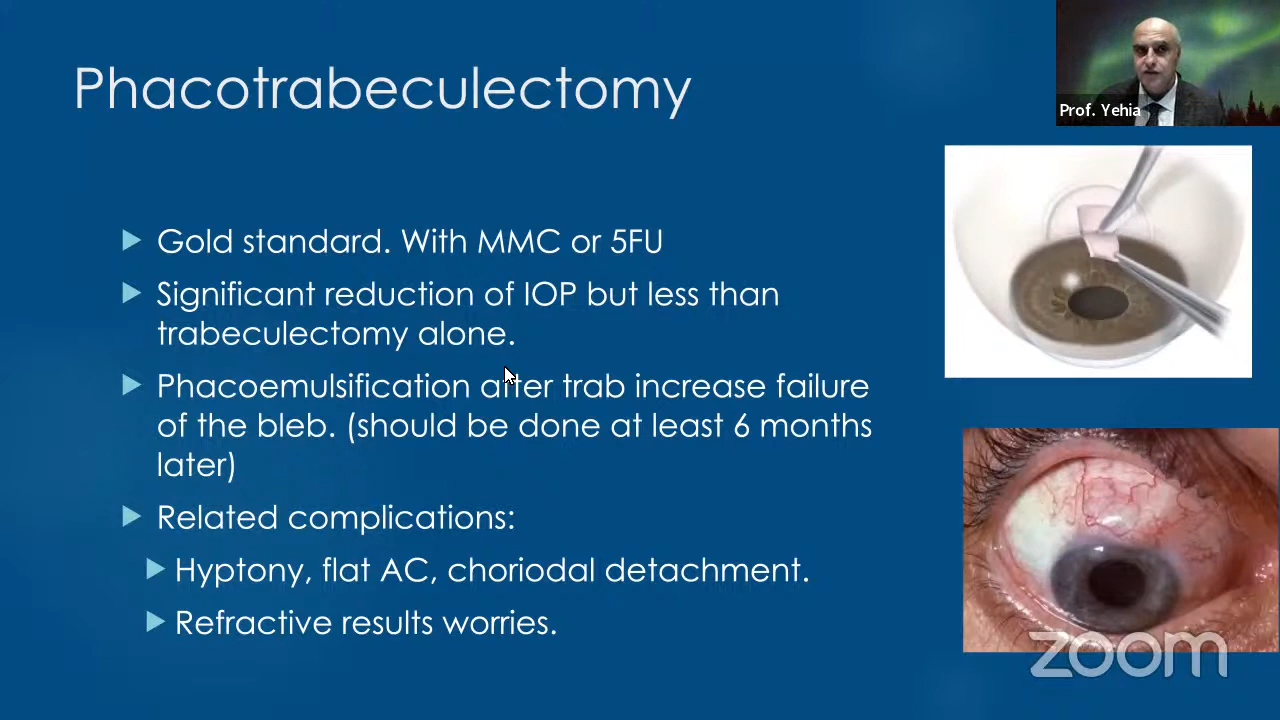 Phacotrabeculectomy
Prof. Yehia
Gold standard. With MMC or 5FU
Significant reduction of IOP but less than
trabeculectomy alone.
Phacoemulsification after trab increase failure
of the bleb. (should be done at least 6 months
later)
Related complications:
Hyptony, flat AC, choriodal detachment.
Refractive results worries.
zoom